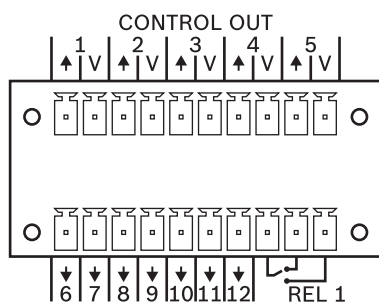 CONTROL OUT
1 2 3 4 5
V V V V V
6 7 8 9 10 11 12 REL 1